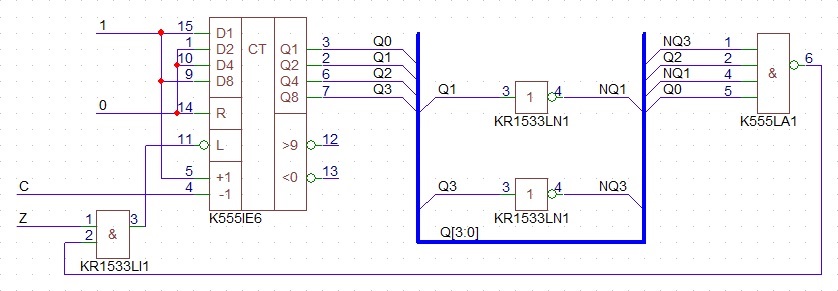 1
0
C
Z
15 D1
1 D2
10 D4
9 D8
14 R
11 L
5 +1
4 -1
CT
Q1 3 Q0
Q2 2 Q1
Q4 6 Q2
Q8 7 Q3
>9 12
<0 13
K555IE6
1
2
&
3
KR1533LI1
Q1 3 1 4 NQ1
KR1533LN1
Q3 3 1 4 NQ3
KR1533LN1
Q[3:0]
NQ3 1
Q2 2
NQ1 4
Q0 5
&
6
K555LA1